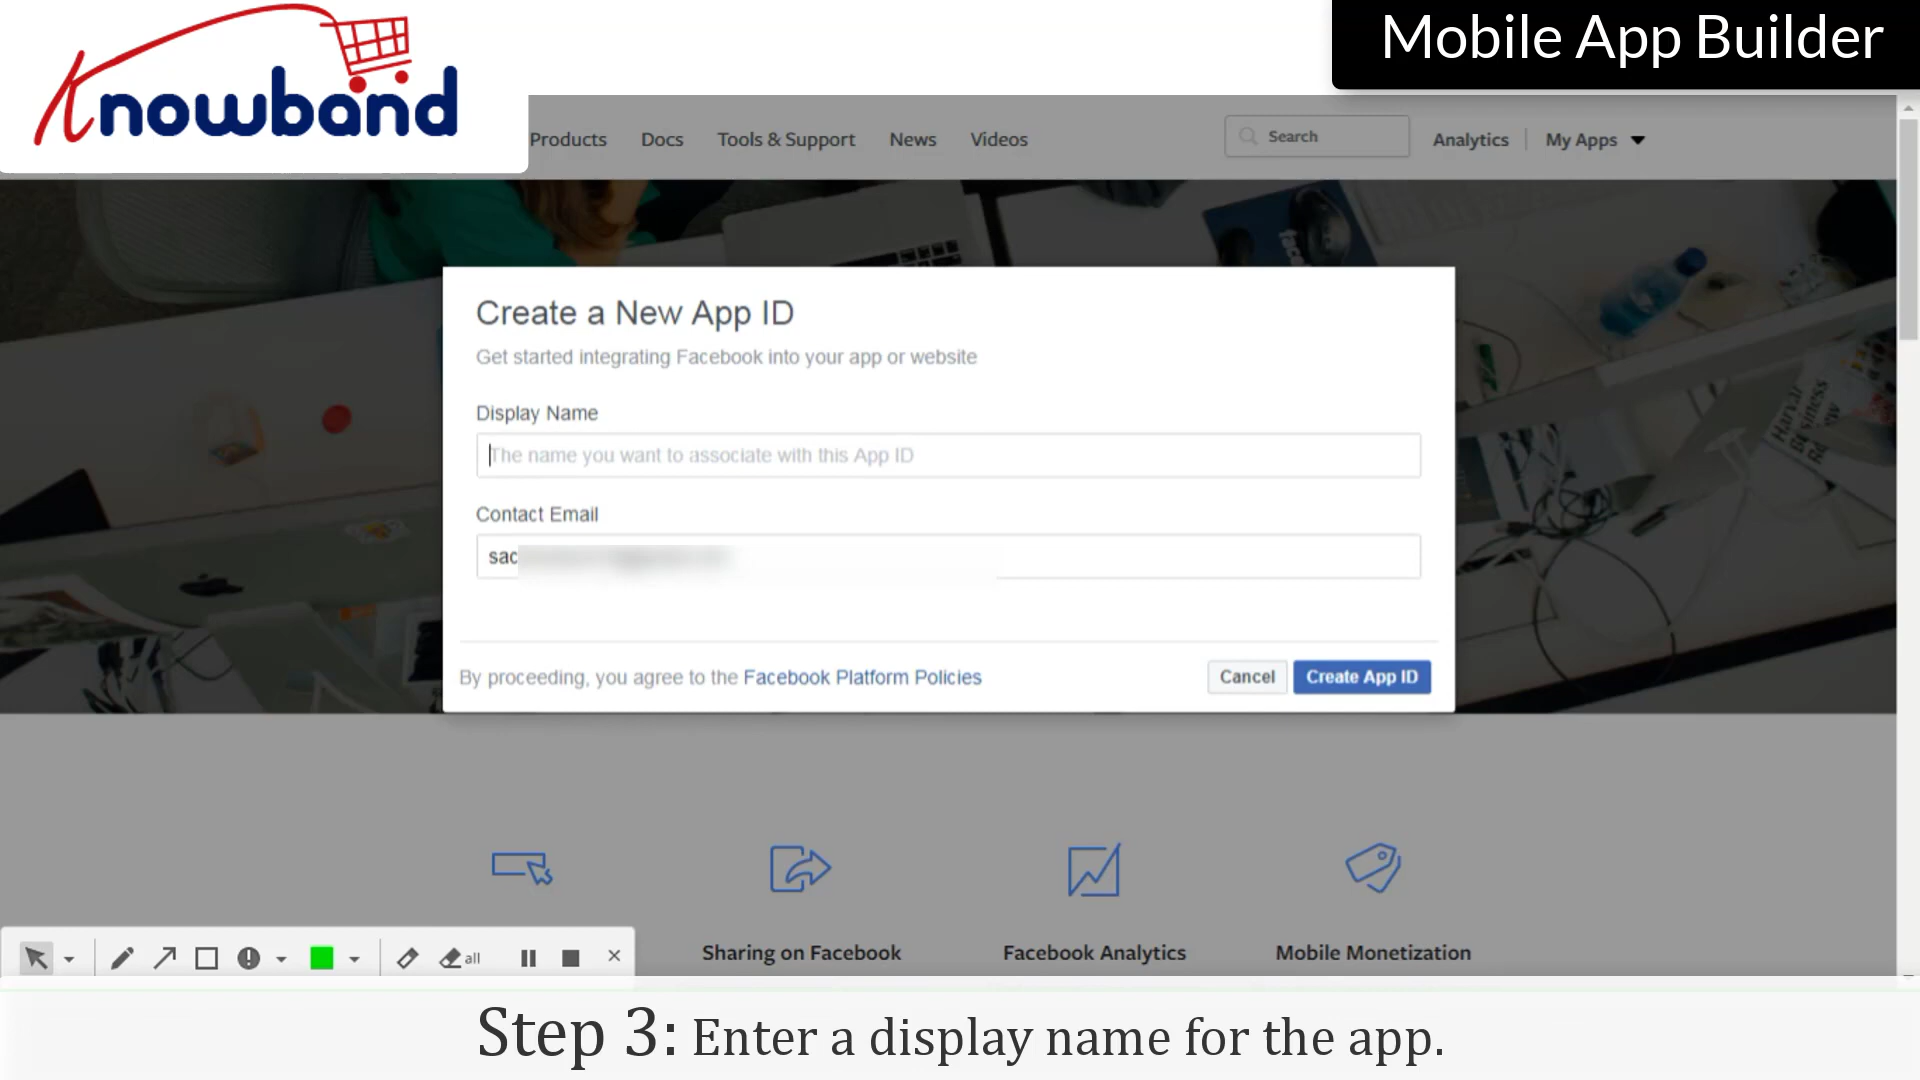 Knowband
Mobile App Builder
Products Docs Tools & Support News Videos Search Analytics My Apps
Create a New App ID
Get started integrating Facebook into your app or website
Display Name
The name you want to associate with this App ID
Contact Email
sac
By proceeding, you agree to the Facebook Platform Policies Cancel Create App ID
Harvar
Business
Sharing on Facebook Facebook Analytics Mobile Monetization
all
Step 3: Enter a display name for the app.